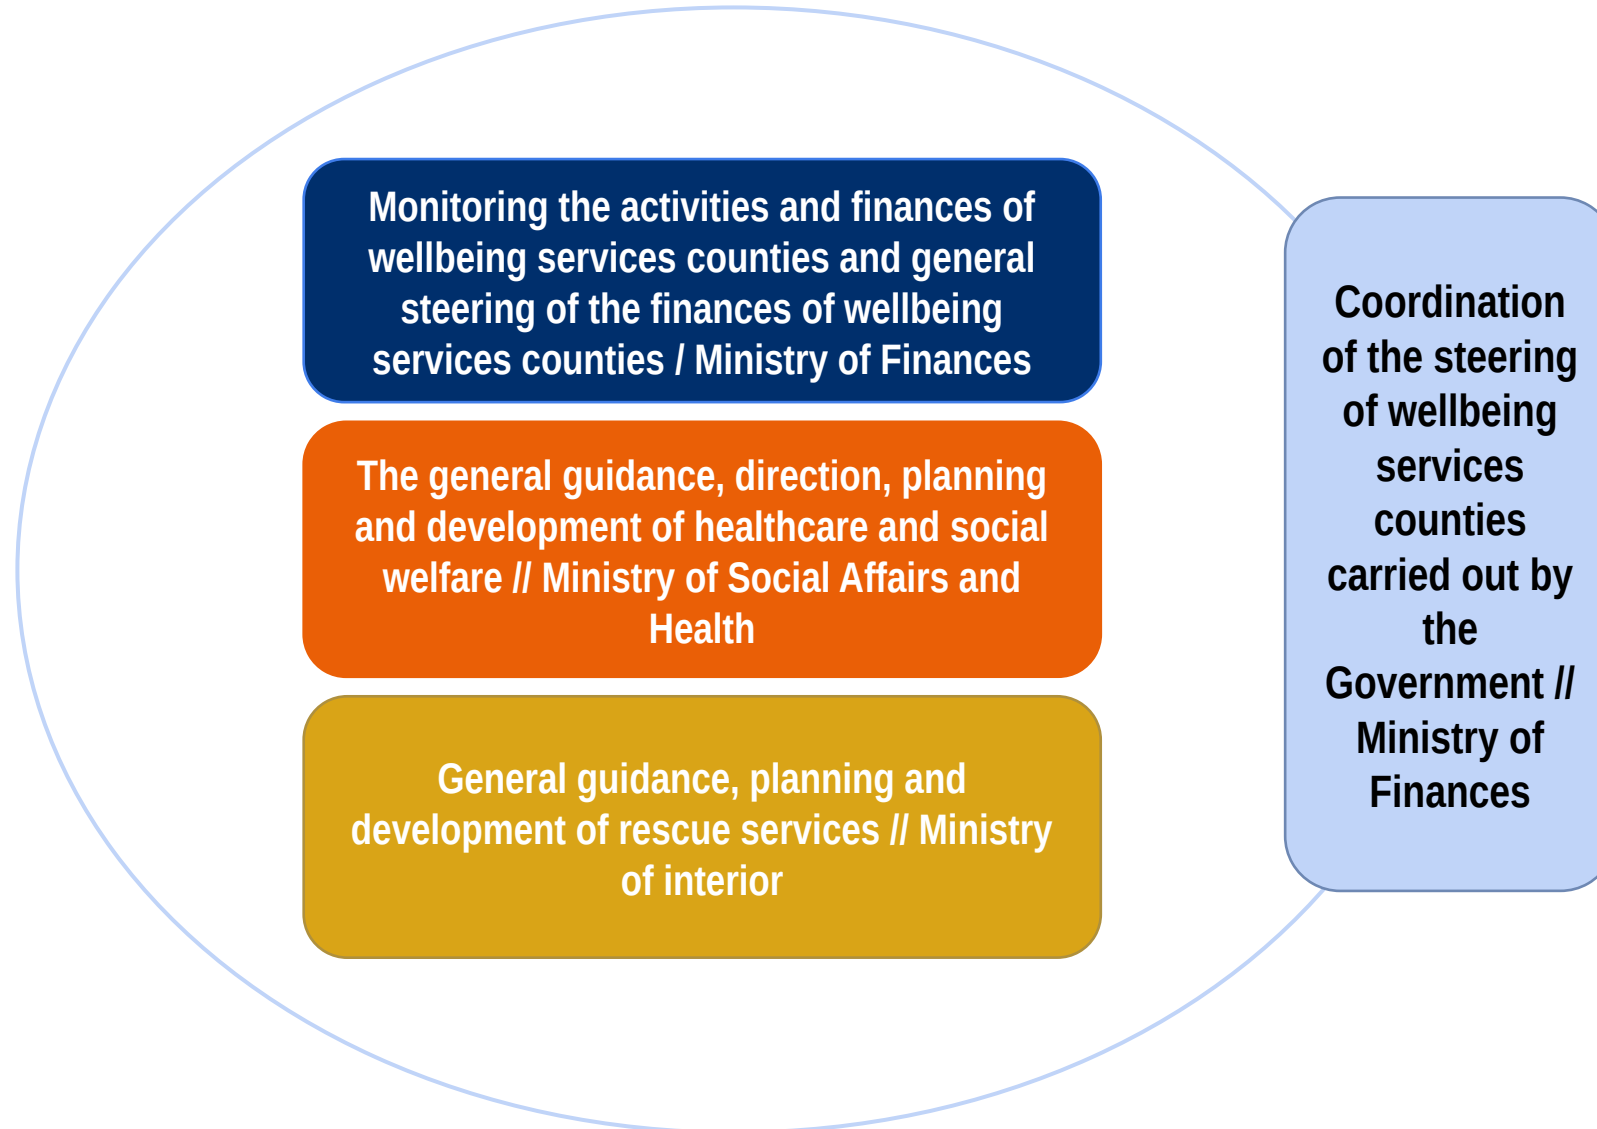 Monitoring the activities and finances of
wellbeing services counties and general
steering of the finances of wellbeing
services counties / Ministry of Finances
The general guidance, direction, planning
and development of healthcare and social
welfare // Ministry of Social Affairs and
Health
General guidance, planning and
development of rescue services // Ministry
of interior
Coordination
of the steering
of wellbeing
services
counties
carried out by
the
Government //
Ministry of
Finances